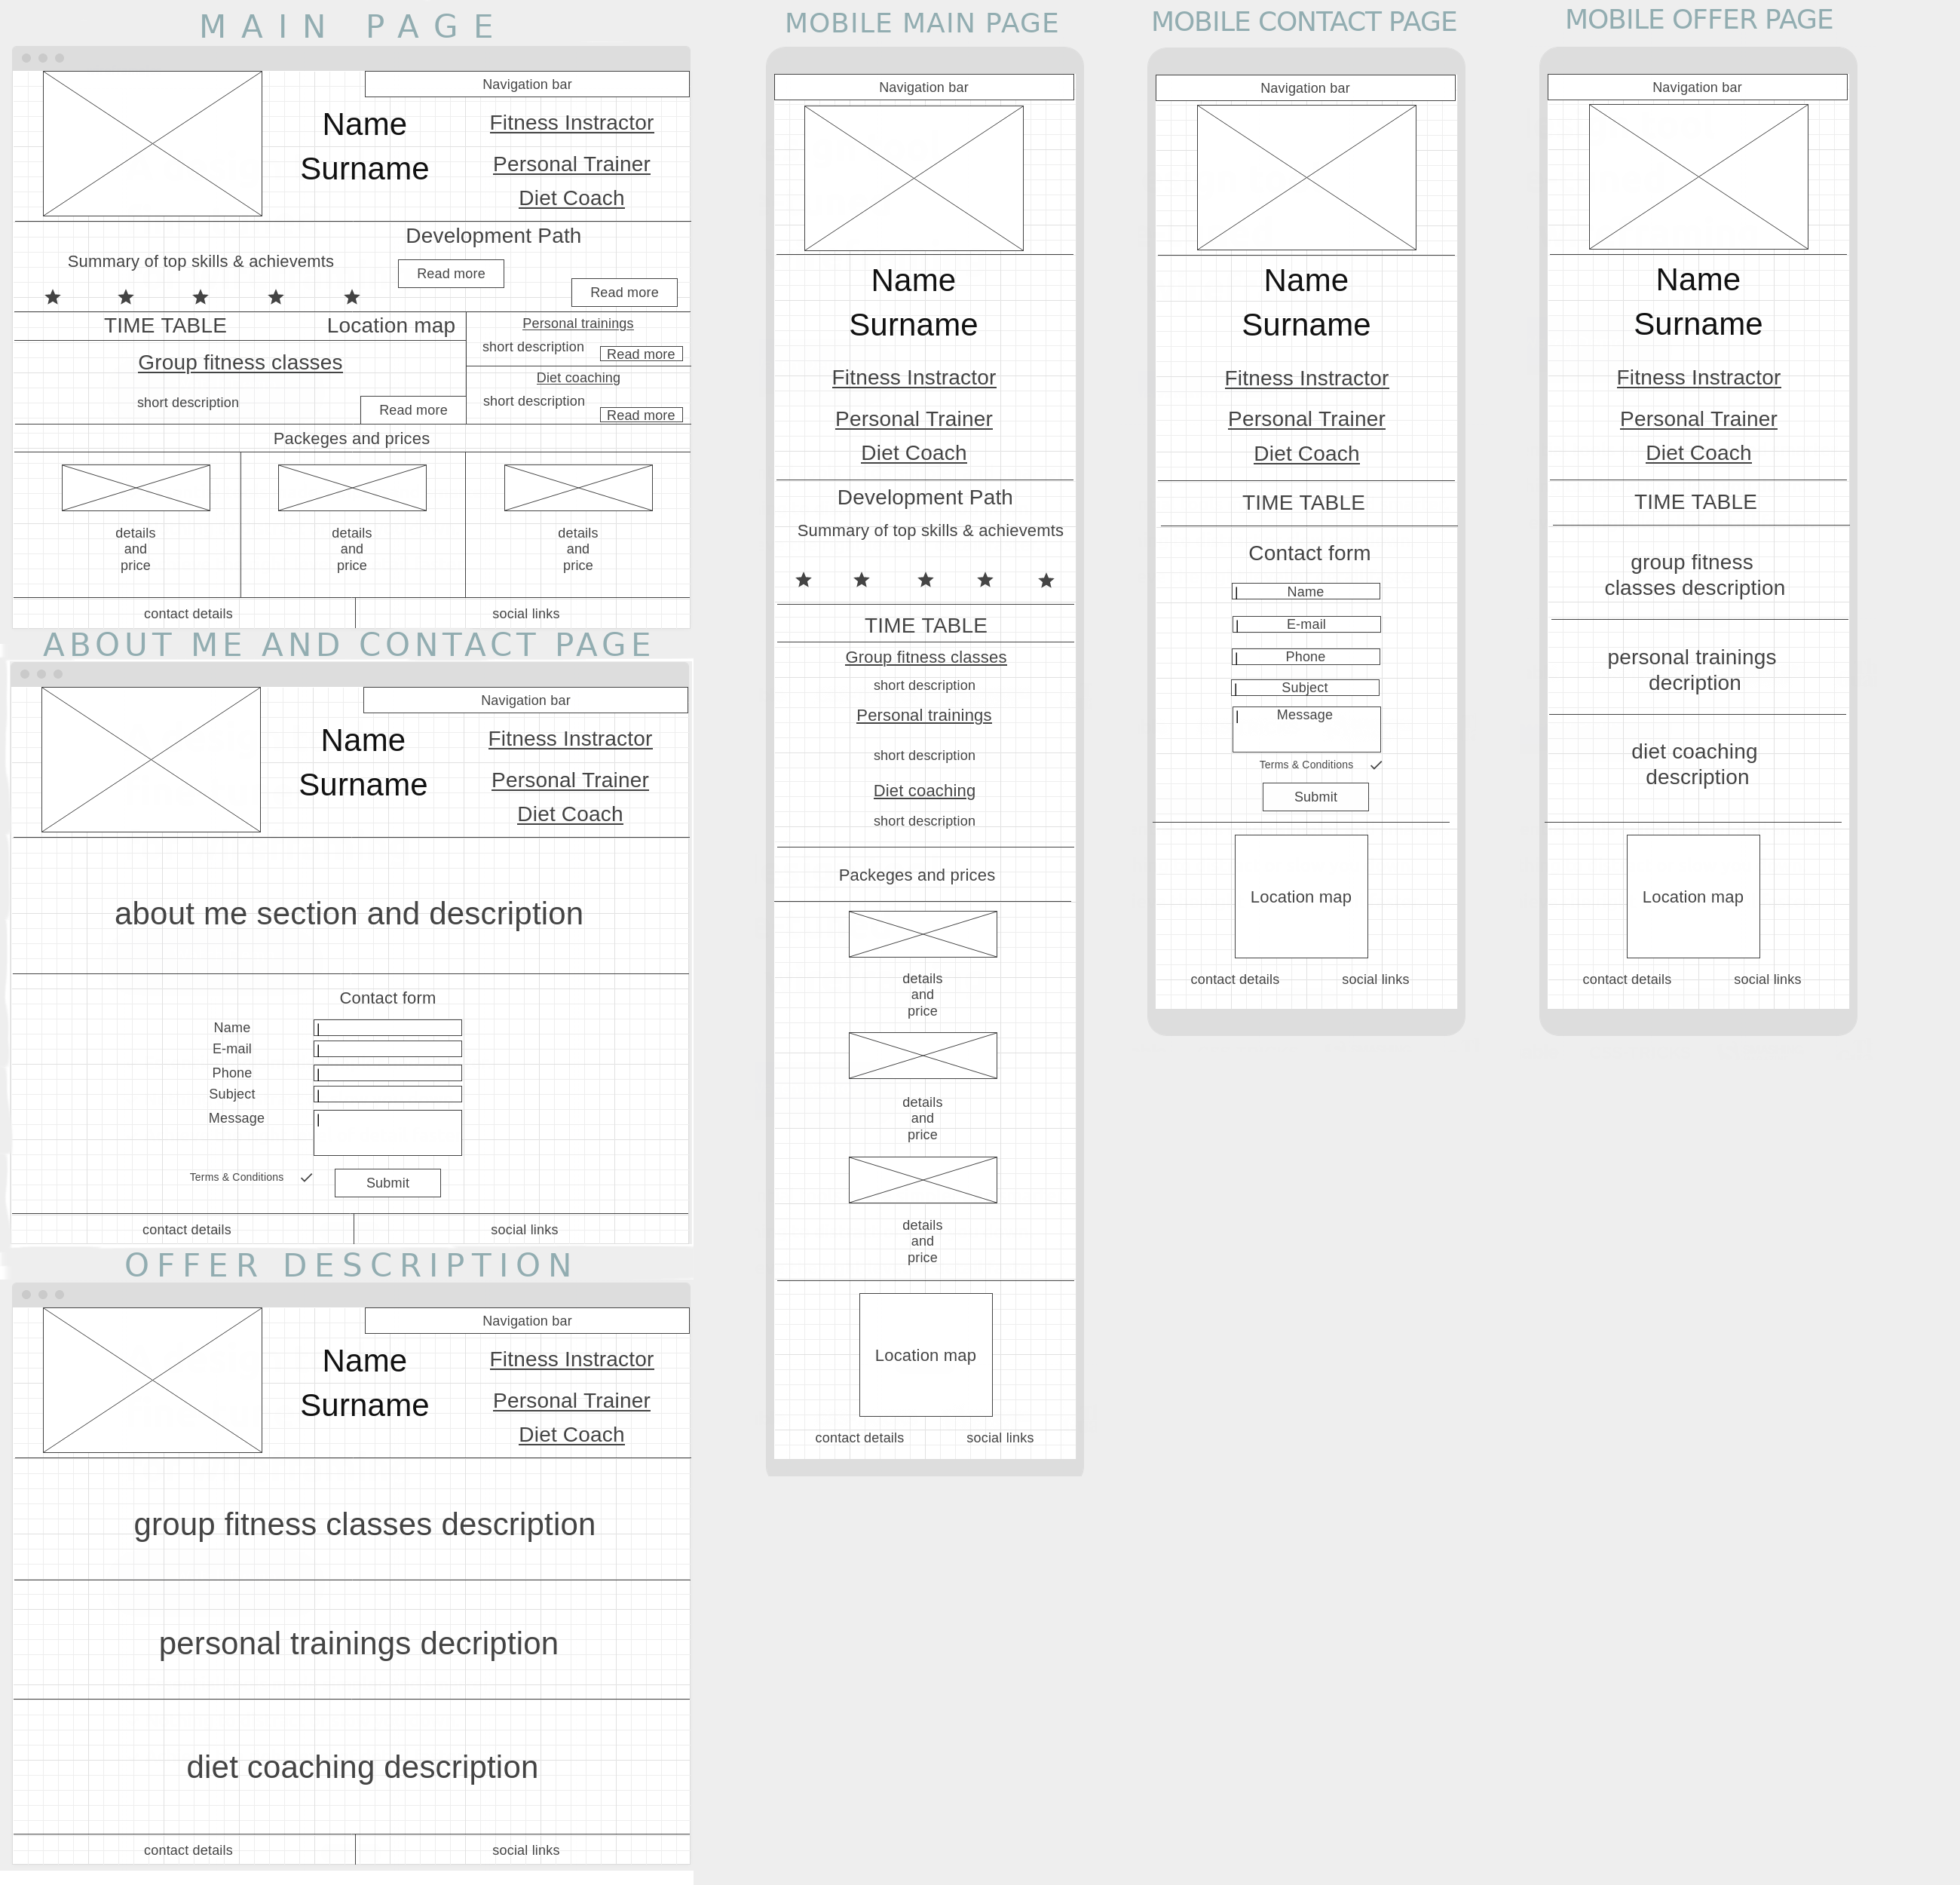 MAIN PAGE
Navigation bar
Name
Surname
Fitness Instractor
Personal Trainer
Diet Coach
Development Path
Summary of top skills & achievemts
Read more
Read more
TIME TABLE
Location map
Group fitness classes
short description
Read more
Personal trainings
short description
Read more
Diet coaching
short description
Read more
Packeges and prices
details
and
price
details
and
price
details
and
price
contact details
social links
ABOUT ME AND CONTACT PAGE
Navigation bar
Name
Surname
Fitness Instractor
Personal Trainer
Diet Coach
about me section and description
Contact form
Name
E-mail
Phone
Subject
Message
Terms & Conditions
Submit
contact details
social links
OFFER DESCRIPTION
Navigation bar
Name
Surname
Fitness Instractor
Personal Trainer
Diet Coach
group fitness classes description
personal trainings decription
diet coaching description
contact details
social links
MOBILE MAIN PAGE
Navigation bar
Name
Surname
Fitness Instractor
Personal Trainer
Diet Coach
Development Path
Summary of top skills & achievemts
TIME TABLE
Group fitness classes
short description
Personal trainings
short description
Diet coaching
short description
Packeges and prices
details
and
price
details
and
price
details
and
price
Location map
contact details
social links
MOBILE CONTACT PAGE
Navigation bar
Name
Surname
Fitness Instractor
Personal Trainer
Diet Coach
TIME TABLE
Contact form
Name
E-mail
Phone
Subject
Message
Terms & Conditions
Submit
Location map
contact details
social links
MOBILE OFFER PAGE
Navigation bar
Name
Surname
Fitness Instractor
Personal Trainer
Diet Coach
TIME TABLE
group fitness
classes description
personal trainings
decription
diet coaching
description
Location map
contact details
social links